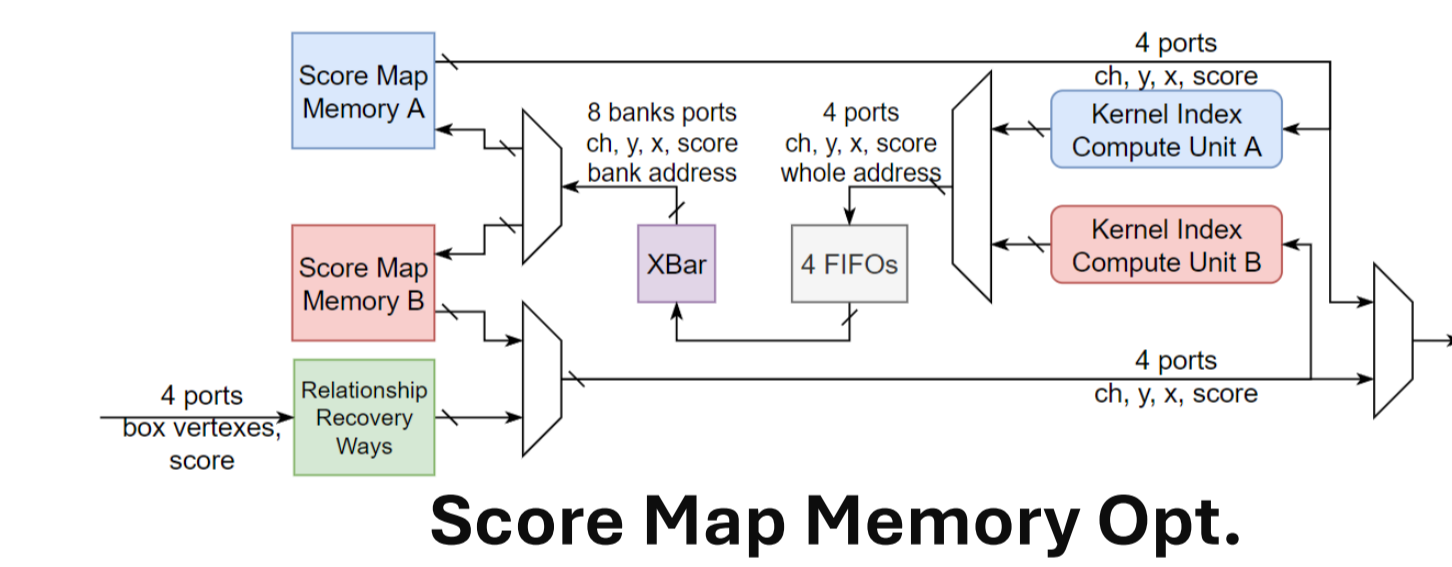 Score Map
Memory A
8 banks ports
ch, y, x, score
bank address
4 ports
ch, y, x, score
whole address
4 ports
ch, y, x, score
Kernel Index
Compute Unit A
Kernel Index
Compute Unit B
Score Map
Memory B
XBar
4 FIFOs
4 ports
ch, y, x, score
4 ports
box vertexes,
score
Relationship
Recovery
Ways
Score Map Memory Opt.